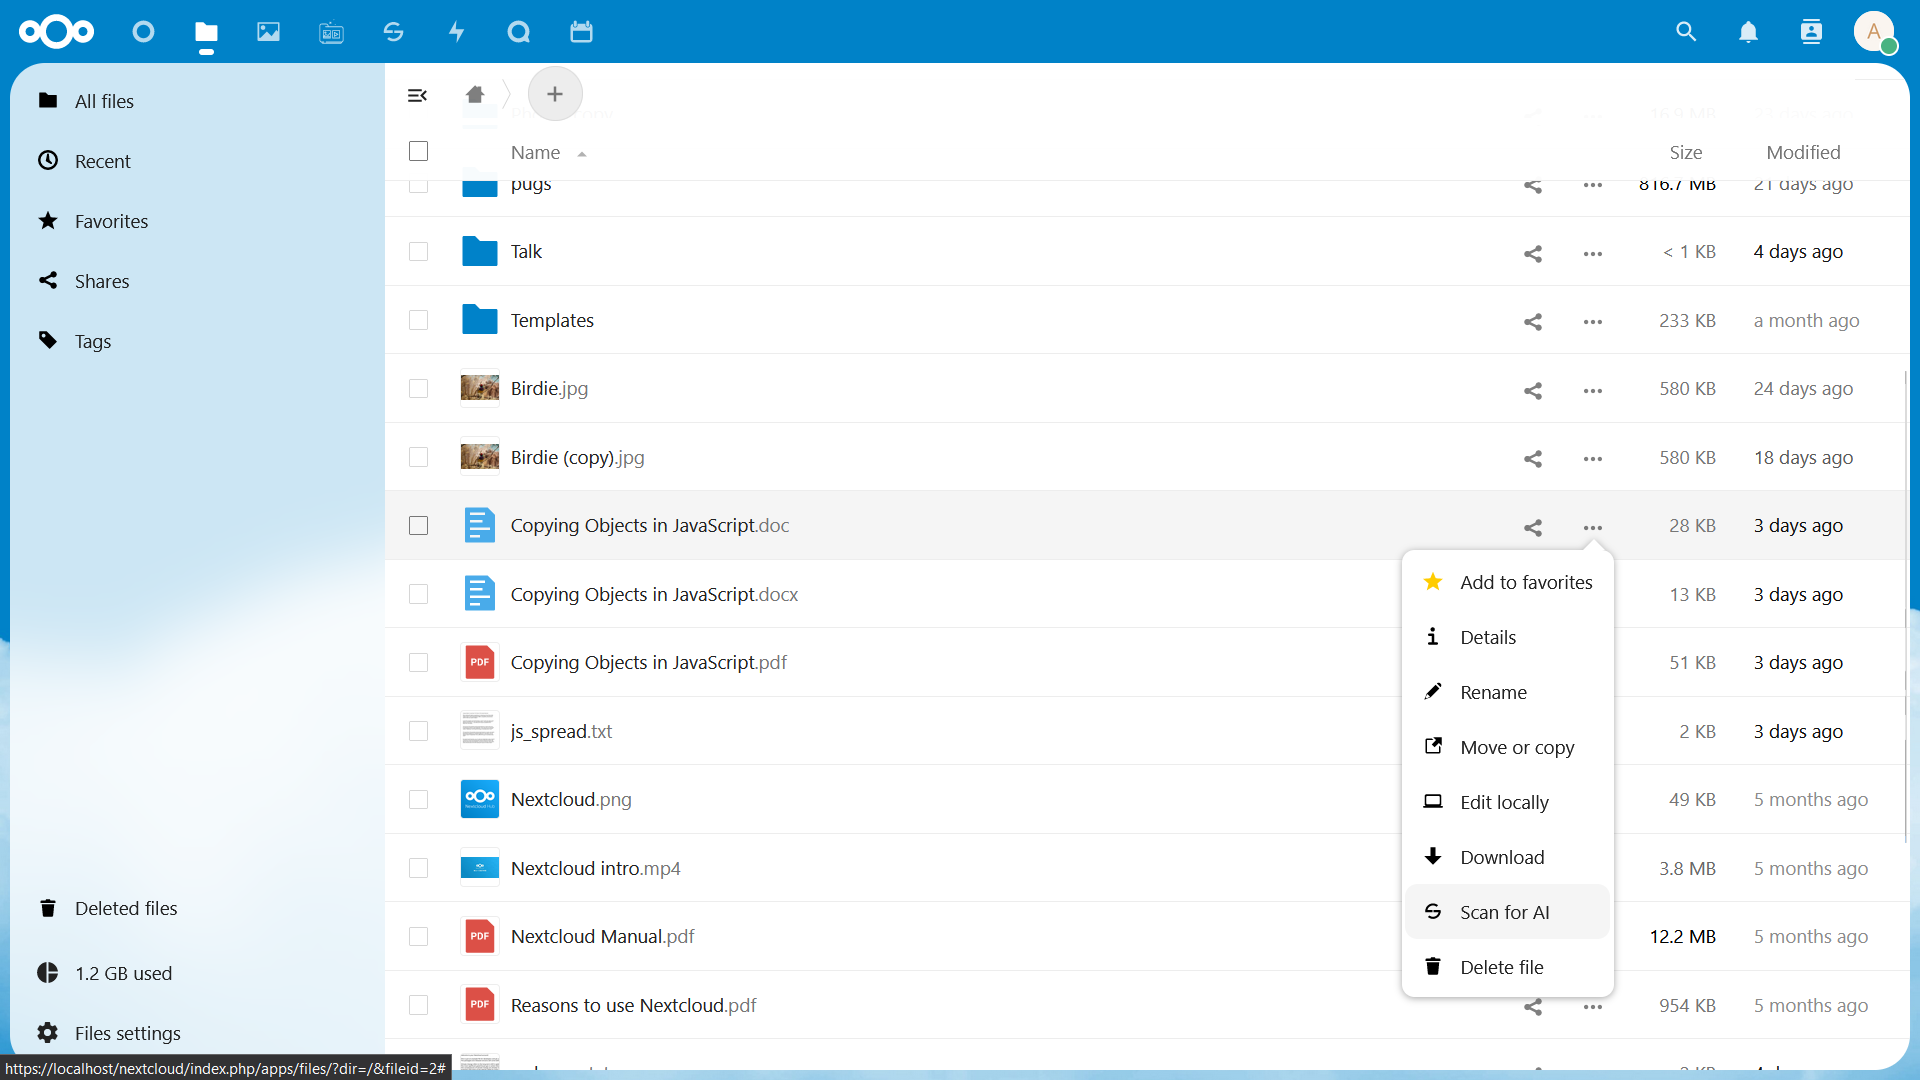 A
All files
Recent
Favorites
Shares
Tags
Deleted files
1.2 GB used
Files settings
+
Name
Size
Modified
pugs
816.7 MB
21 days ago
Talk
< 1 KB
4 days ago
Templates
233 KB
a month ago
Birdie.jpg
580 KB
24 days ago
Birdie (copy).jpg
580 KB
18 days ago
Copying Objects in JavaScript.doc
28 KB
3 days ago
Copying Objects in JavaScript.docx
13 KB
3 days ago
Copying Objects in JavaScript.pdf
51 KB
3 days ago
js_spread.txt
2 KB
3 days ago
Nextcloud.png
49 KB
5 months ago
Nextcloud intro.mp4
3.8 MB
5 months ago
Nextcloud Manual.pdf
12.2 MB
5 months ago
Reasons to use Nextcloud.pdf
954 KB
5 months ago
PDF
PDF
PDF
Add to favorites
Details
Rename
Move or copy
Edit locally
Download
Scan for AI
Delete file
https://localhost/nextcloud/index.php/apps/files/?dir=/&fileid=2#